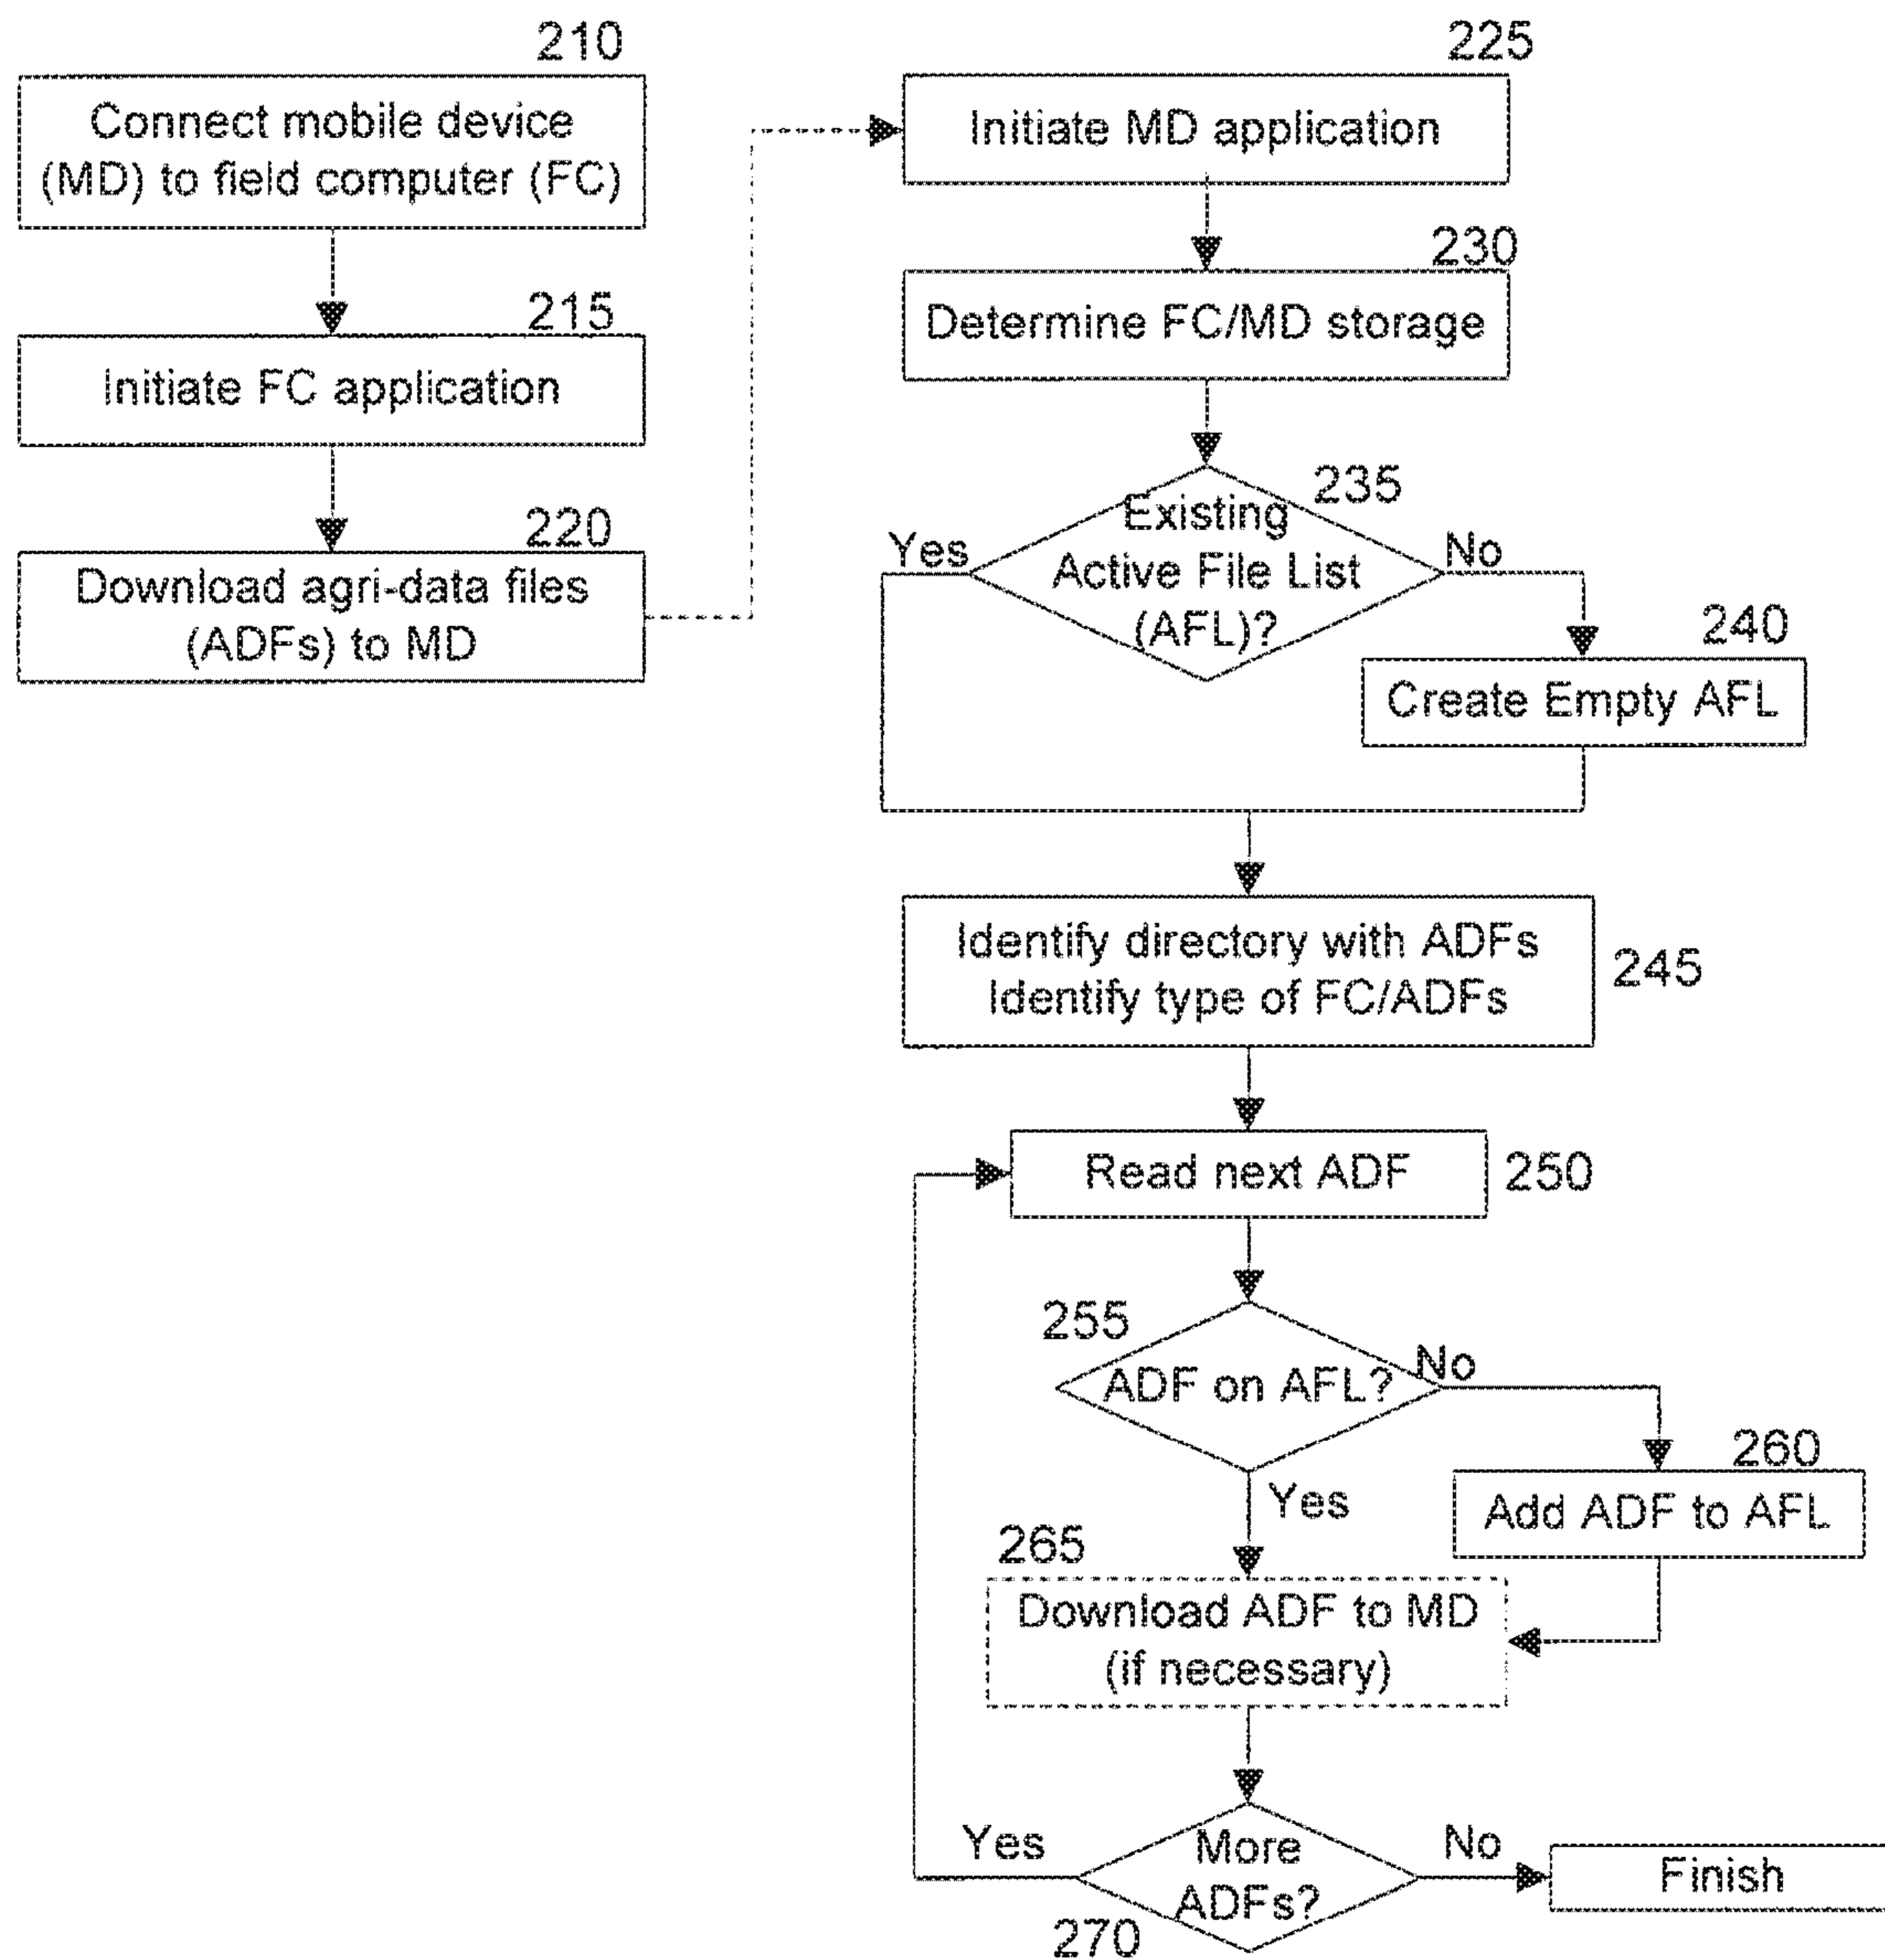 210
Connect mobile device
(MD) to field computer (FC)
215
Initiate FC application
220
Download agri-data files
(ADFs) to MD
225
Initiate MD application
230
Determine FC/MD storage
235
Existing
Active File List
(AFL)?
Yes
No
240
Create Empty AFL
Identify directory with ADFs
Identify type of FC/ADFs
245
Read next ADF
250
255
ADF on AFL?
No
Yes
260
Add ADF to AFL
265
Download ADF to MD
(if necessary)
Yes
More
ADFs?
No
270
Finish